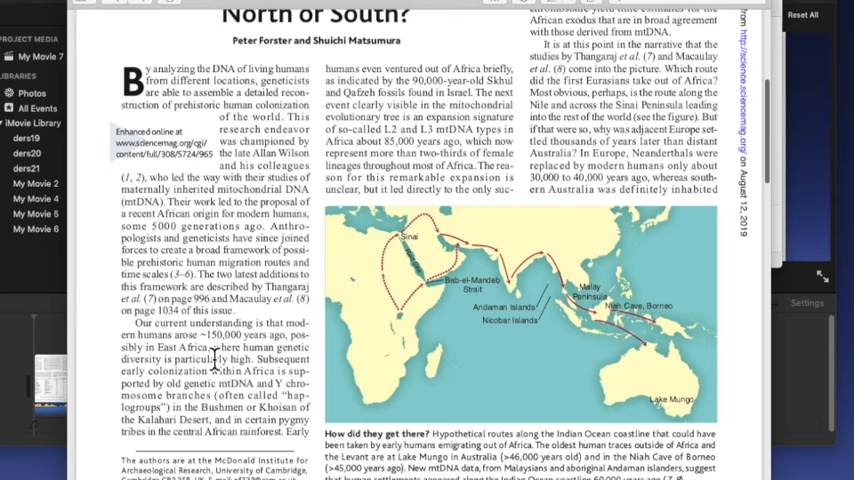 North or South?
Peter Forster and Shuichi Matsumura
By analyzing the DNA of living humans
from different locations, geneticists
are able to assemble a detailed recon-
struction of prehistoric human colonization
of the world. This
research endeavor
was championed by
the late Allan Wilson
and his colleagues
(1, 2), who led the way with their studies of
maternally inherited mitochondrial DNA
(mtDNA). Their work led to the proposal of
a recent African origin for modern humans,
some 5000 generations ago. Anthro-
pologists and geneticists have since joined
forces to create a broad framework of possi-
ble prehistoric human migration routes and
time scales (3–6). The two latest additions to
this framework are described by Thangaraj
et al. (7) on page 996 and Macaulay et al. (8)
on page 1034 of this issue.
Our current understanding is that mod-
ern humans arose ~150,000 years ago, pos-
sibly in East Africa, where human genetic
diversity is particularly high. Subsequent
early colonization within Africa is sup-
ported by old genetic mtDNA and Y chro-
mosome branches (often called "hap-
logroups") in the Bushmen or Khoisan of
the Kalahari Desert, and in certain pygmy
tribes in the central African rainforest. Early
Enhanced online at
www.sciencemag.org/cgi/
content/full/308/5724/965
The authors are at the McDonald Institute for
Archaeological Research, University of Cambridge,
humans even ventured out of Africa briefly,
as indicated by the 90,000-year-old Skhul
and Qafzeh fossils found in Israel. The next
event clearly visible in the mitochondrial
evolutionary tree is an expansion signature
of so-called L2 and L3 mtDNA types in
Africa about 85,000 years ago, which now
represent more than two-thirds of female
lineages throughout most of Africa. The rea-
son for this remarkable expansion is
unclear, but it led directly to the only suc-
African exodus that are in broad agreement
with those derived from mtDNA.
It is at this point in the narrative that the
studies by Thangaraj et al. (7) and Macaulay
et al. (8) come into the picture. Which route
did the first Eurasians take out of Africa?
Most obvious, perhaps, is the route along the
Nile and across the Sinai Peninsula leading
into the rest of the world (see the figure). But
if that were so, why was adjacent Europe set-
tled thousands of years later than distant
Australia? In Europe, Neanderthals were
replaced by modern humans only about
30,000 to 40,000 years ago, whereas south-
ern Australia was definitely inhabited
Sinai
Bab-el-Mandeb
Strait
Andaman Islands
Nicobar Islands
Malay
Peninsula
Niah Cave, Borneo
Lake Mungo
How did they get there? Hypothetical routes along the Indian Ocean coastline that could have
been taken by early humans emigrating out of Africa. The oldest human traces outside of Africa and
the Levant are at Lake Mungo in Australia (>46,000 years old) and in the Niah Cave of Borneo
(>45,000 years ago). New mtDNA data, from Malaysians and aboriginal Andaman islanders, suggest
from http://science.sciencemag.org/ on August 12, 2019
PROJECT MEDIA
My Movie 7
LIBRARIES
Photos
All Events
iMovie Library
ders19
ders20
ders21
My Movie 2
My Movie 4
My Movie 5
My Movie 6
Reset All
Settings